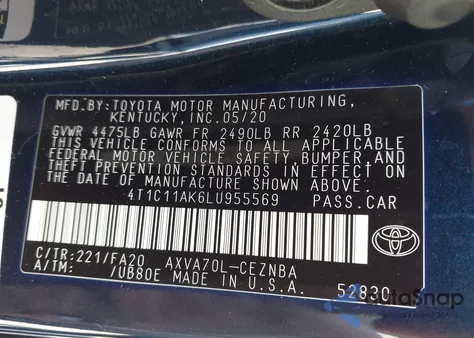 MFD.BY:TOYOTA MOTOR MANUFACTURING,
KENTUCKY,INC.05/20
GVWR 4475LB GAWR FR 2490LB RR 2420LB
THIS VEHICLE CONFORMS TO ALL APPLICABLE
FEDERAL MOTOR VEHICLE SAFETY, BUMPER,AND
THEFT PREVENTION STANDARDS IN EFFECT ON
THE DATE OF MANUFACTURE SHOWN ABOVE.
4T1C11AK6LU955569 PASS.CAR
C/TR:221/FA20 AXVA70L-CEZNBA
A/TM: /UB80E MADE IN U.S.A. 52830
TOYOTA
AutoSnap